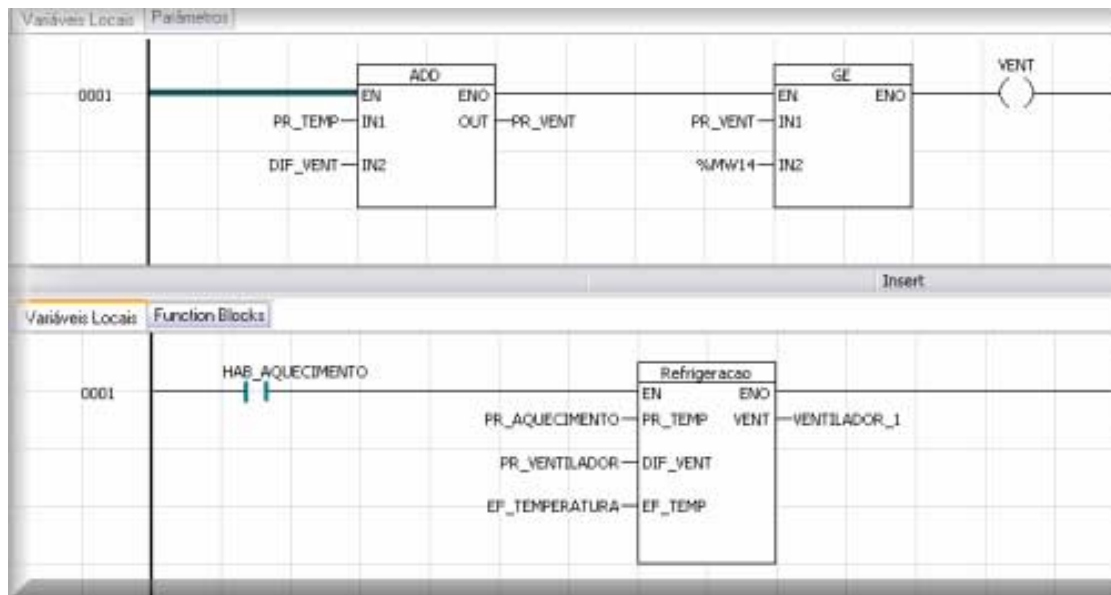 Variáveis Locais Parâmetros
ADD GE VENT
0001 EN ENO EN ENO
PR_TEMP IN1 OUT PR_VENT PR_VENT IN1
DIF_VENT IN2 %MW14 IN2
Insert
Variáveis Locais Function Blocks
HAB_AQUECIMENTO Refrigeracao
0001 EN ENO
PR_AQUECIMENTO PR_TEMP VENT VENTILADOR_1
PR_VENTILADOR DIF_VENT
EF_TEMPERATURA EF_TEMP